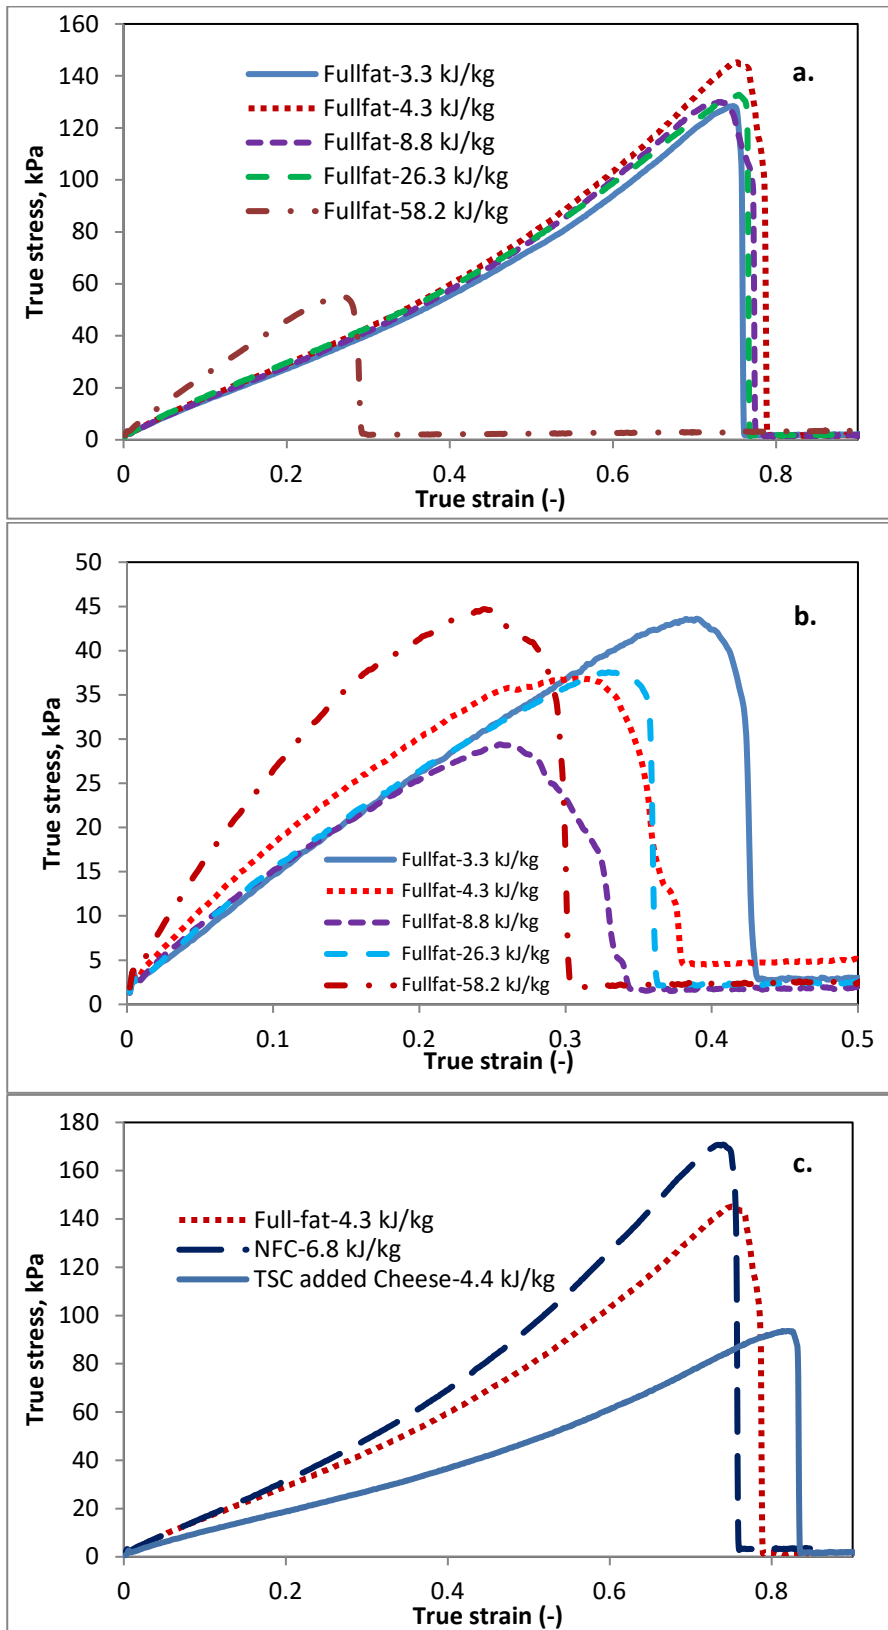 160
140
120
100
80
60
40
20
0
True stress, kPa
Fullfat-3.3 kJ/kg
Fullfat-4.3 kJ/kg
Fullfat-8.8 kJ/kg
Fullfat-26.3 kJ/kg
Fullfat-58.2 kJ/kg
a.
0 0.2 0.4 0.6 0.8
True strain (-)
50
45
40
35
30
25
20
15
10
5
0
True stress, kPa
b.
Fullfat-3.3 kJ/kg
Fullfat-4.3 kJ/kg
Fullfat-8.8 kJ/kg
Fullfat-26.3 kJ/kg
Fullfat-58.2 kJ/kg
0 0.1 0.2 0.3 0.4 0.5
True strain (-)
180
160
140
120
100
80
60
40
20
0
True stress, kPa
c.
Full-fat-4.3 kJ/kg
NFC-6.8 kJ/kg
TSC added Cheese-4.4 kJ/kg
0 0.2 0.4 0.6 0.8
True strain (-)